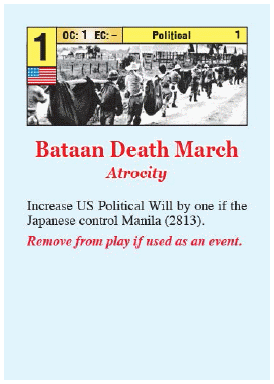 1 OC: 1 EC: – Political 1
Bataan Death March
Atrocity
Increase US Political Will by one if the
Japanese control Manila (2813).
Remove from play if used as an event.